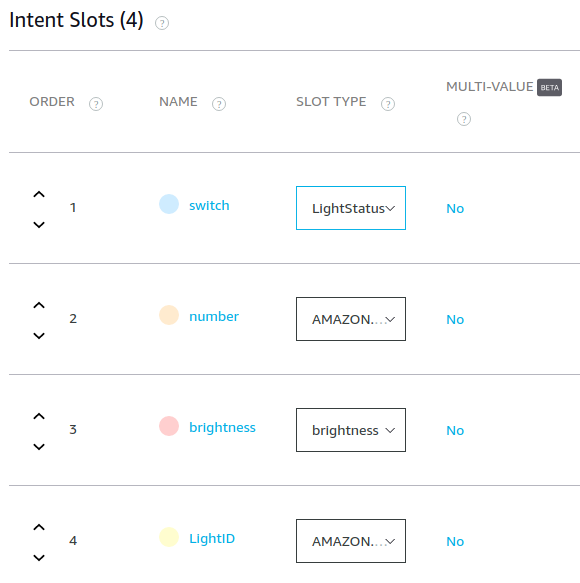 Intent Slots (4) ?
ORDER ? NAME ? SLOT TYPE ? MULTI-VALUE BETA ?
1 switch LightStatus No
2 number AMAZON.... No
3 brightness brightness No
4 LightID AMAZON.... No